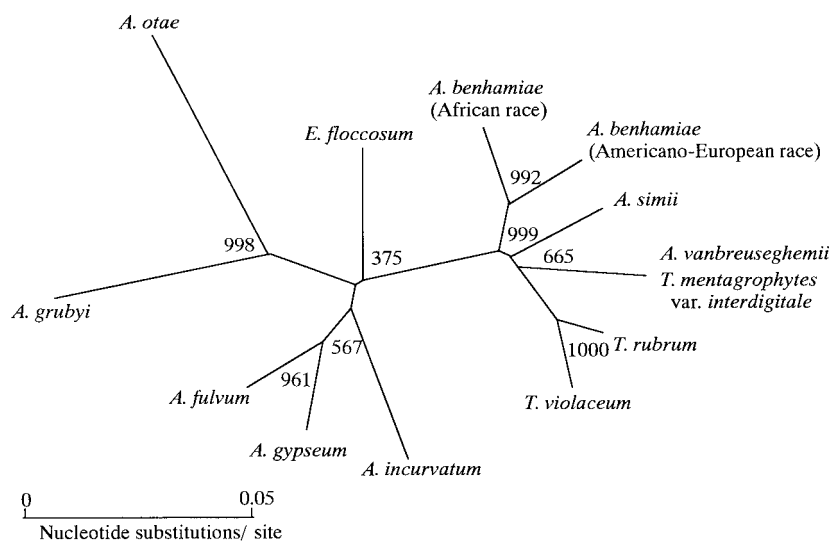 A. otae
A. benhamiae
(African race)
E. floccosum
A. benhamiae
(Americano-European race)
992
A. simii
998
375
999
665
A. vanbreuseghemii
T. mentagrophytes
var. interdigitale
A. grubyi
567
1000
T. rubrum
961
A. fulvum
T. violaceum
A. gypseum
A. incurvatum
0
0.05
Nucleotide substitutions/ site